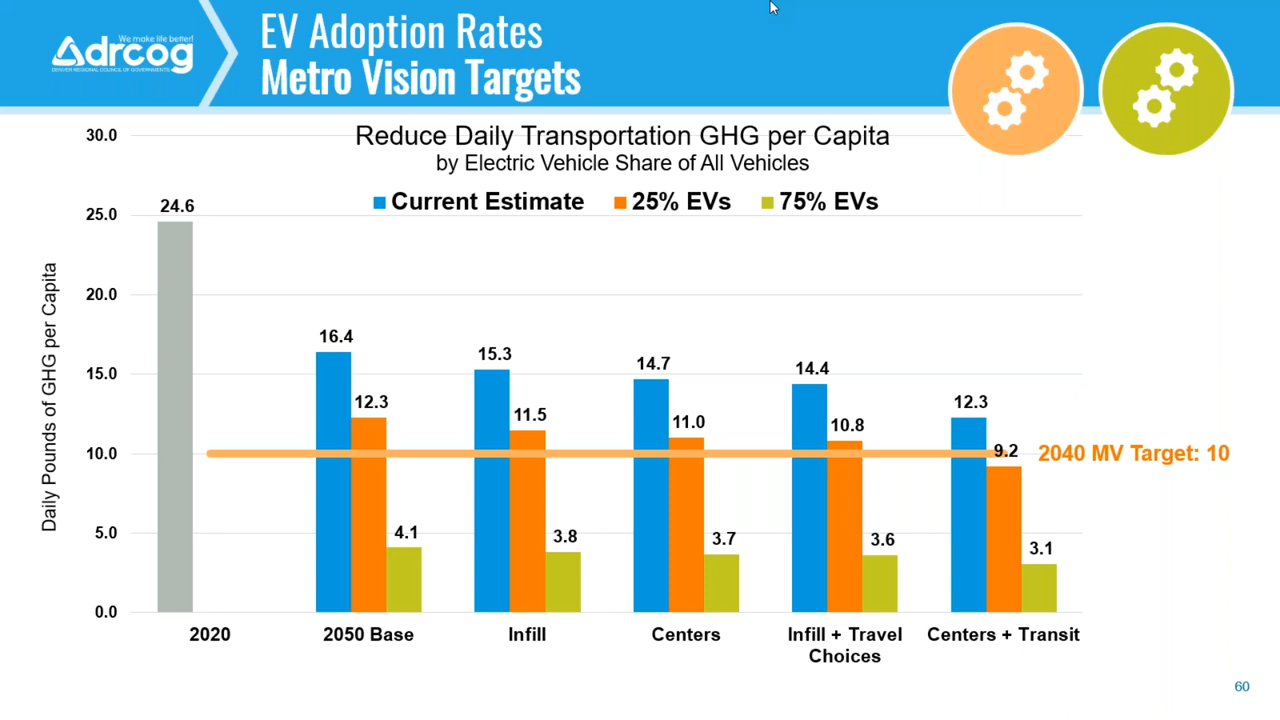 We make life better!
drcog
DENVER REGIONAL COUNCIL OF GOVERNMENTS
EV Adoption Rates
Metro Vision Targets
Reduce Daily Transportation GHG per Capita
by Electric Vehicle Share of All Vehicles
Current Estimate 25% EVs 75% EVs
Daily Pounds of GHG per Capita
30.0
25.0
20.0
15.0
10.0
5.0
0.0
24.6
16.4 12.3 4.1
15.3 11.5 3.8
14.7 11.0 3.7
14.4 10.8 3.6
12.3 9.2 3.1
2040 MV Target: 10
2020 2050 Base Infill Centers Infill + Travel Centers + Transit
Choices
60